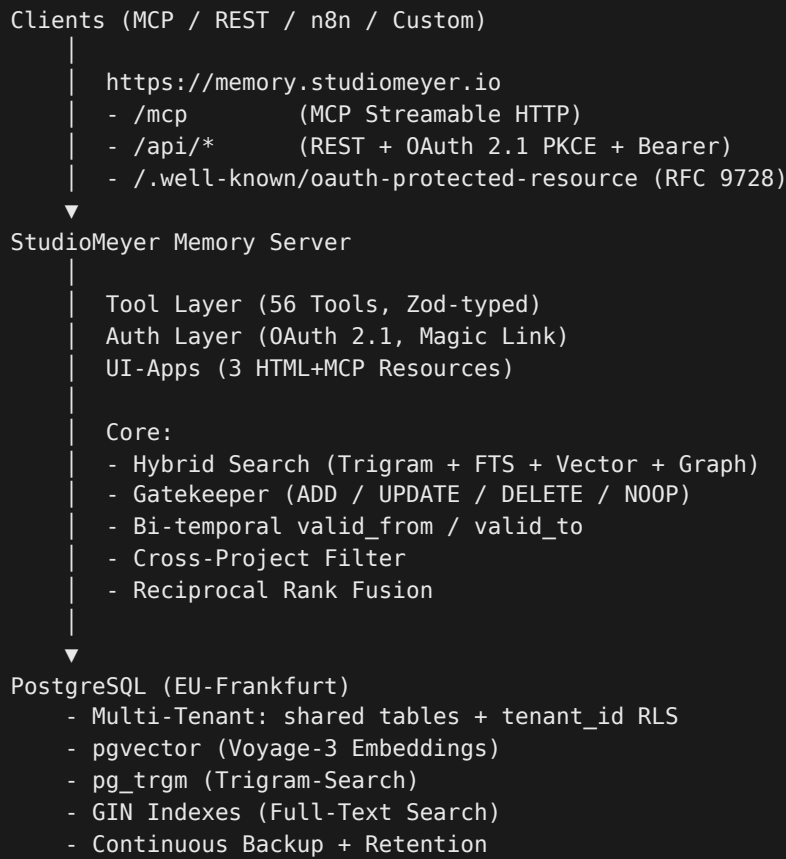 Clients (MCP / REST / n8n / Custom)
│
│  https://memory.studiomeyer.io
│  - /mcp        (MCP Streamable HTTP)
│  - /api/*      (REST + OAuth 2.1 PKCE + Bearer)
│  - /.well-known/oauth-protected-resource (RFC 9728)
▼
StudioMeyer Memory Server
│
│  Tool Layer (56 Tools, Zod-typed)
│  Auth Layer (OAuth 2.1, Magic Link)
│  UI-Apps (3 HTML+MCP Resources)
│
│  Core:
│  - Hybrid Search (Trigram + FTS + Vector + Graph)
│  - Gatekeeper (ADD / UPDATE / DELETE / NOOP)
│  - Bi-temporal valid_from / valid_to
│  - Cross-Project Filter
│  - Reciprocal Rank Fusion
│
▼
PostgreSQL (EU-Frankfurt)
- Multi-Tenant: shared tables + tenant_id RLS
- pgvector (Voyage-3 Embeddings)
- pg_trgm (Trigram-Search)
- GIN Indexes (Full-Text Search)
- Continuous Backup + Retention